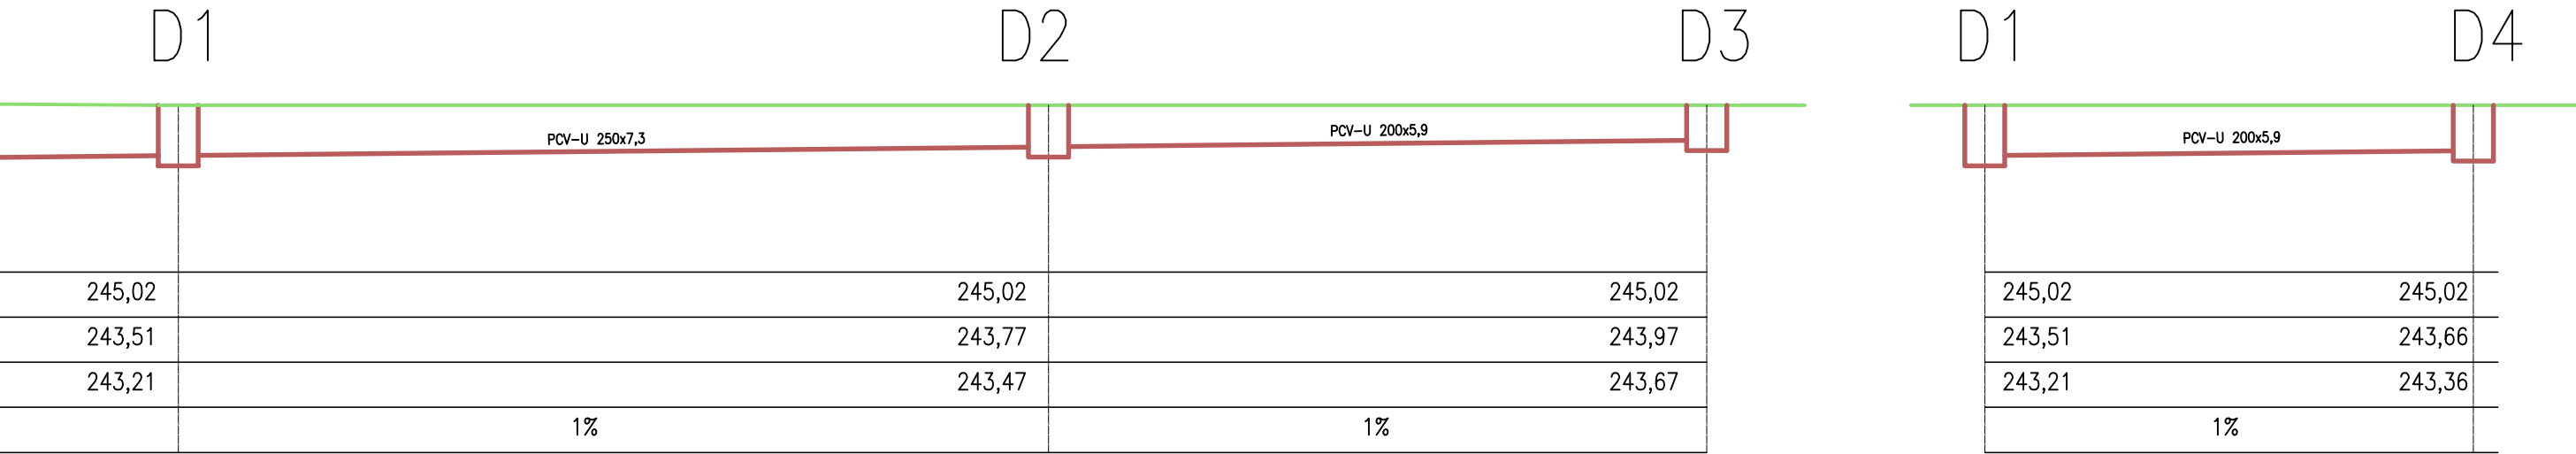 D1 D2 D3 D1 D4
PCV-U 250x7,3 PCV-U 200x5,9 PCV-U 200x5,9
245,02 245,02 245,02 245,02 245,02
243,51 243,77 243,97 243,51 243,66
243,21 243,47 243,67 243,21 243,36
1% 1% 1%